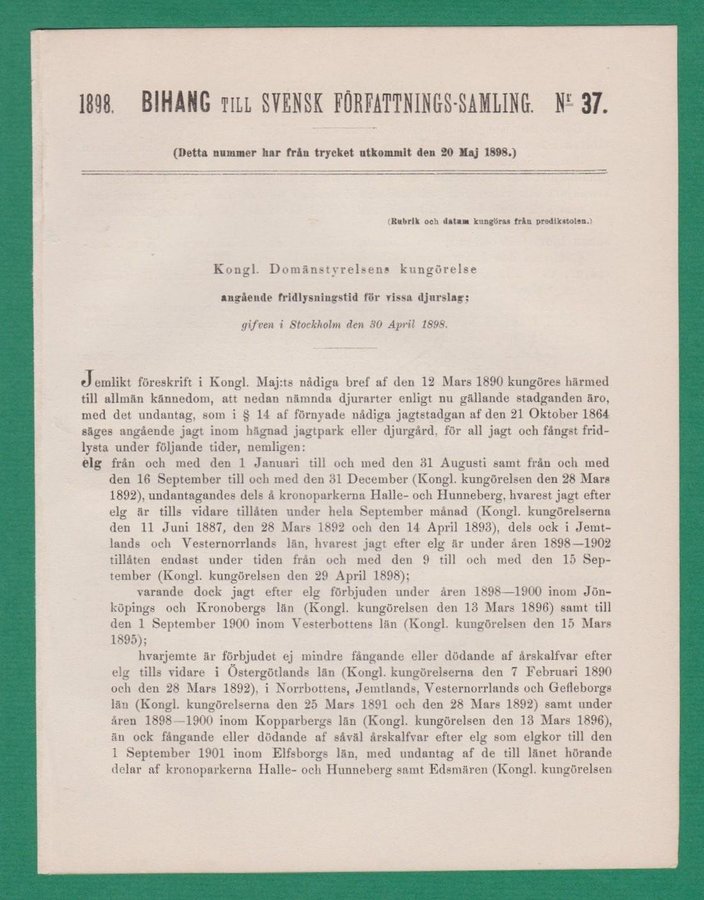 1898. BIHANG TILL SVENSK FÖRFATTNINGS-SAMLING. Nr 37.
(Detta nummer har från trycket utkommit den 20 Maj 1898.)
(Rubrik och datum kungöras från predikstolen.)
Kongl. Domänstyrelsens kungörelse
angående fridlysningstid för vissa djurslag;
gifven i Stockholm den 30 April 1898.
Jemlikt föreskrift i Kongl. Maj:ts nådiga bref af den 12 Mars 1890 kungöres härmed
till allmän kännedom, att nedan nämnda djurarter enligt nu gällande stadganden äro,
med det undantag, som i § 14 af förnyade nådiga jagtstadgan af den 21 Oktober 1864
säges angående jagt inom hägnad jagtpark eller djurgård, för all jagt och fångst frid-
lysta under följande tider, nemligen:
elg från och med den 1 Januari till och med den 31 Augusti samt från och med
den 16 September till och med den 31 December (Kongl. kungörelsen den 28 Mars
1892), undantagandes dels å kronoparkerna Halle- och Hunneberg, hvarest jagt efter
elg är tills vidare tillåten under hela September månad (Kongl. kungörelserna
den 11 Juni 1887, den 28 Mars 1892 och den 14 April 1893), dels ock i Jemt-
lands och Vesternorrlands län, hvarest jagt efter elg är under åren 1898—1902
tillåten endast under tiden från och med den 9 till och med den 15 Sep-
tember (Kongl. kungörelsen den 29 April 1898);
varande dock jagt efter elg förbjuden under åren 1898—1900 inom Jön-
köpings och Kronobergs län (Kongl. kungörelsen den 13 Mars 1896) samt till
den 1 September 1900 inom Vesterbottens län (Kongl. kungörelsen den 15 Mars
1895);
hvarjemte är förbjudet ej mindre fångande eller dödande af årskalfvar efter
elg tills vidare i Östergötlands län (Kongl. kungörelserna den 7 Februari 1890
och den 28 Mars 1892), i Norrbottens, Jemtlands, Vesternorrlands och Gefleborgs
län (Kongl. kungörelserna den 25 Mars 1891 och den 28 Mars 1892) samt under
åren 1898—1900 inom Kopparbergs län (Kongl. kungörelsen den 13 Mars 1896),
än ock fångande eller dödande af såväl årskalfvar efter elg som elgkor till den
1 September 1901 inom Elfsborgs län, med undantag af de till länet hörande
delar af kronoparkerna Halle- och Hunneberg samt Edsmären (Kongl. kungörelsen